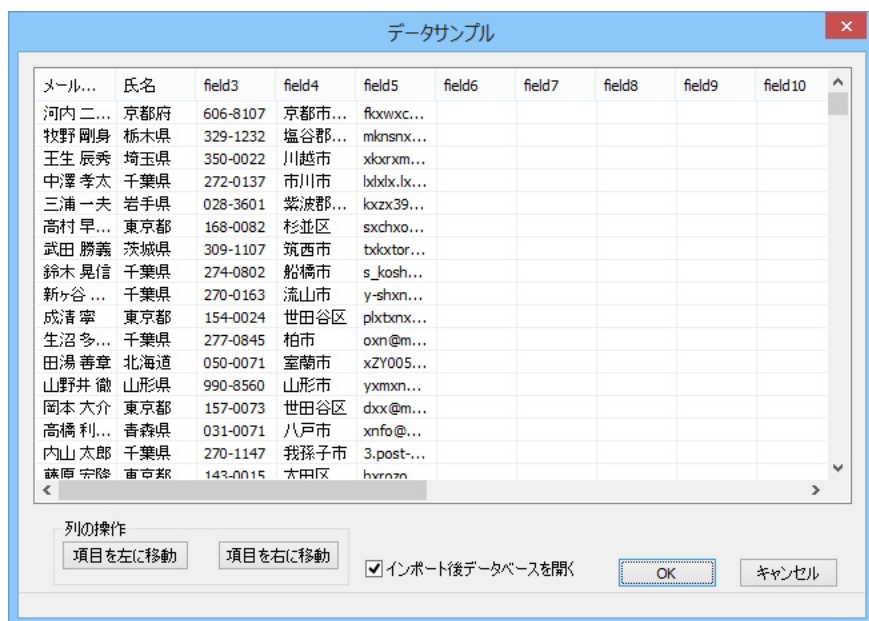 データサンプル
メール... 氏名 field3 field4 field5 field6 field7 field8 field9 field10
河内 二... 京都府 606-8107 京都市... fkxwxc...
牧野 剛身 栃木県 329-1232 塩谷郡... mknsnx...
王生 辰秀 埼玉県 350-0022 川越市 xkxrxm...
中澤 孝太 千葉県 272-0137 市川市 lxlxlx.lx...
三浦 一夫 岩手県 028-3601 紫波郡... kxzx39...
高村 早... 東京都 168-0082 杉並区 sxchxo...
武田 勝義 茨城県 309-1107 筑西市 txkxtor...
鈴木 晃信 千葉県 274-0802 船橋市 s_kosh...
新ヶ谷 ... 千葉県 270-0163 流山市 y-shxn...
成清 寧 東京都 154-0024 世田谷区 plxtxnx...
生沼 多... 千葉県 277-0845 柏市 oxn@m...
田湯 善章 北海道 050-0071 室蘭市 xZY005...
山野井 徹 山形県 990-8560 山形市 yxmxn...
岡本 大介 東京都 157-0073 世田谷区 dxx@m...
高橋 利... 青森県 031-0071 八戸市 xnfo@...
内山 太郎 千葉県 270-1147 我孫子市 3.post-...
藤原 宏隆 東京都 143-0015 大田区 hxrozo
列の操作
項目を左に移動 項目を右に移動 インポート後データベースを開く OK キャンセル